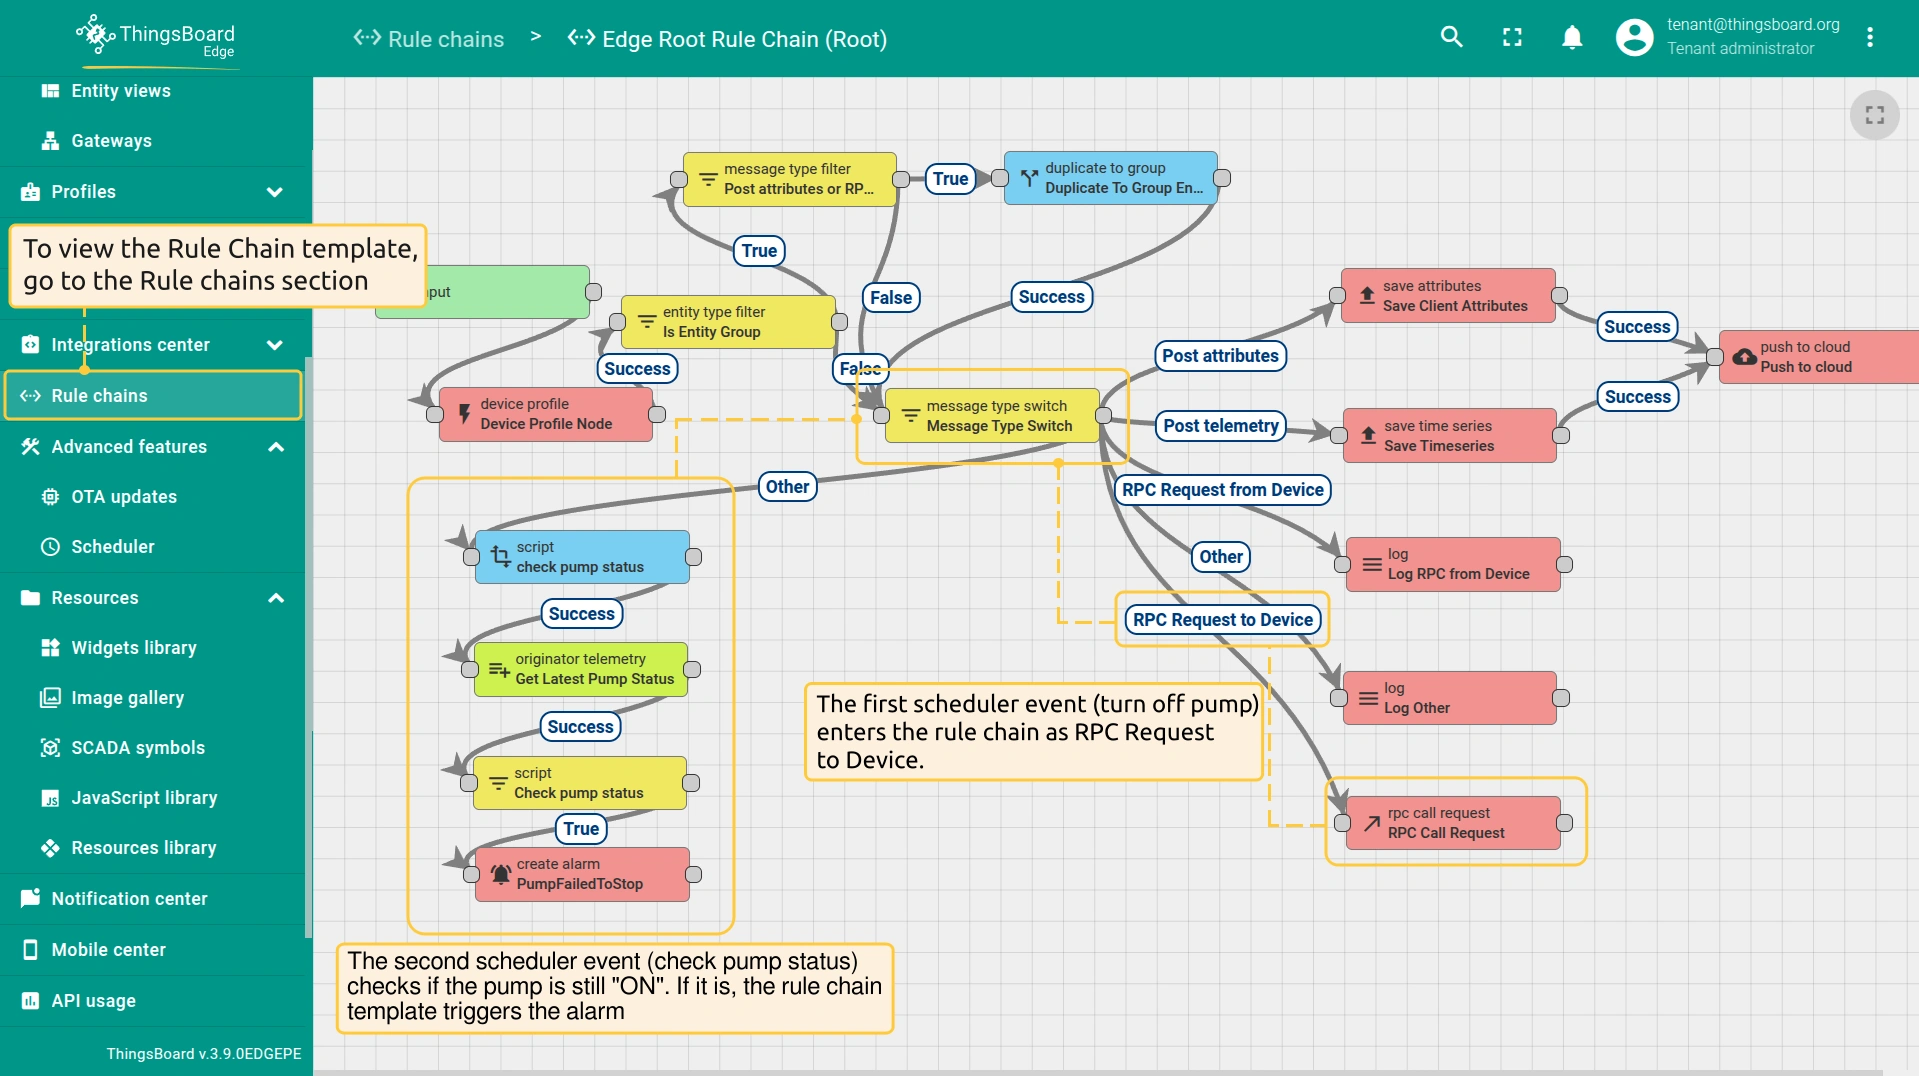 ThingsBoard
Edge
Rule chains
>
Edge Root Rule Chain (Root)
tenant@thingsboard.org
Tenant administrator
Entity views
Gateways
Profiles
To view the Rule Chain template,
go to the Rule chains section
Integrations center
Rule chains
Advanced features
OTA updates
Scheduler
Resources
Widgets library
Image gallery
SCADA symbols
JavaScript library
Resources library
Notification center
Mobile center
API usage
ThingsBoard v.3.9.0EDGEPE
message type filter
Post attributes or RP...
True
duplicate to group
Duplicate To Group En...
True
False
Success
put
entity type filter
Is Entity Group
Success
False
device profile
Device Profile Node
message type switch
Message Type Switch
Post attributes
save attributes
Save Client Attributes
Success
push to cloud
Push to cloud
Success
Post telemetry
save time series
Save Timeseries
Other
RPC Request from Device
Other
log
Log RPC from Device
RPC Request to Device
log
Log Other
script
check pump status
Success
originator telemetry
Get Latest Pump Status
Success
script
Check pump status
True
create alarm
PumpFailedToStop
The first scheduler event (turn off pump)
enters the rule chain as RPC Request
to Device.
rpc call request
RPC Call Request
The second scheduler event (check pump status)
checks if the pump is still "ON". If it is, the rule chain
template triggers the alarm